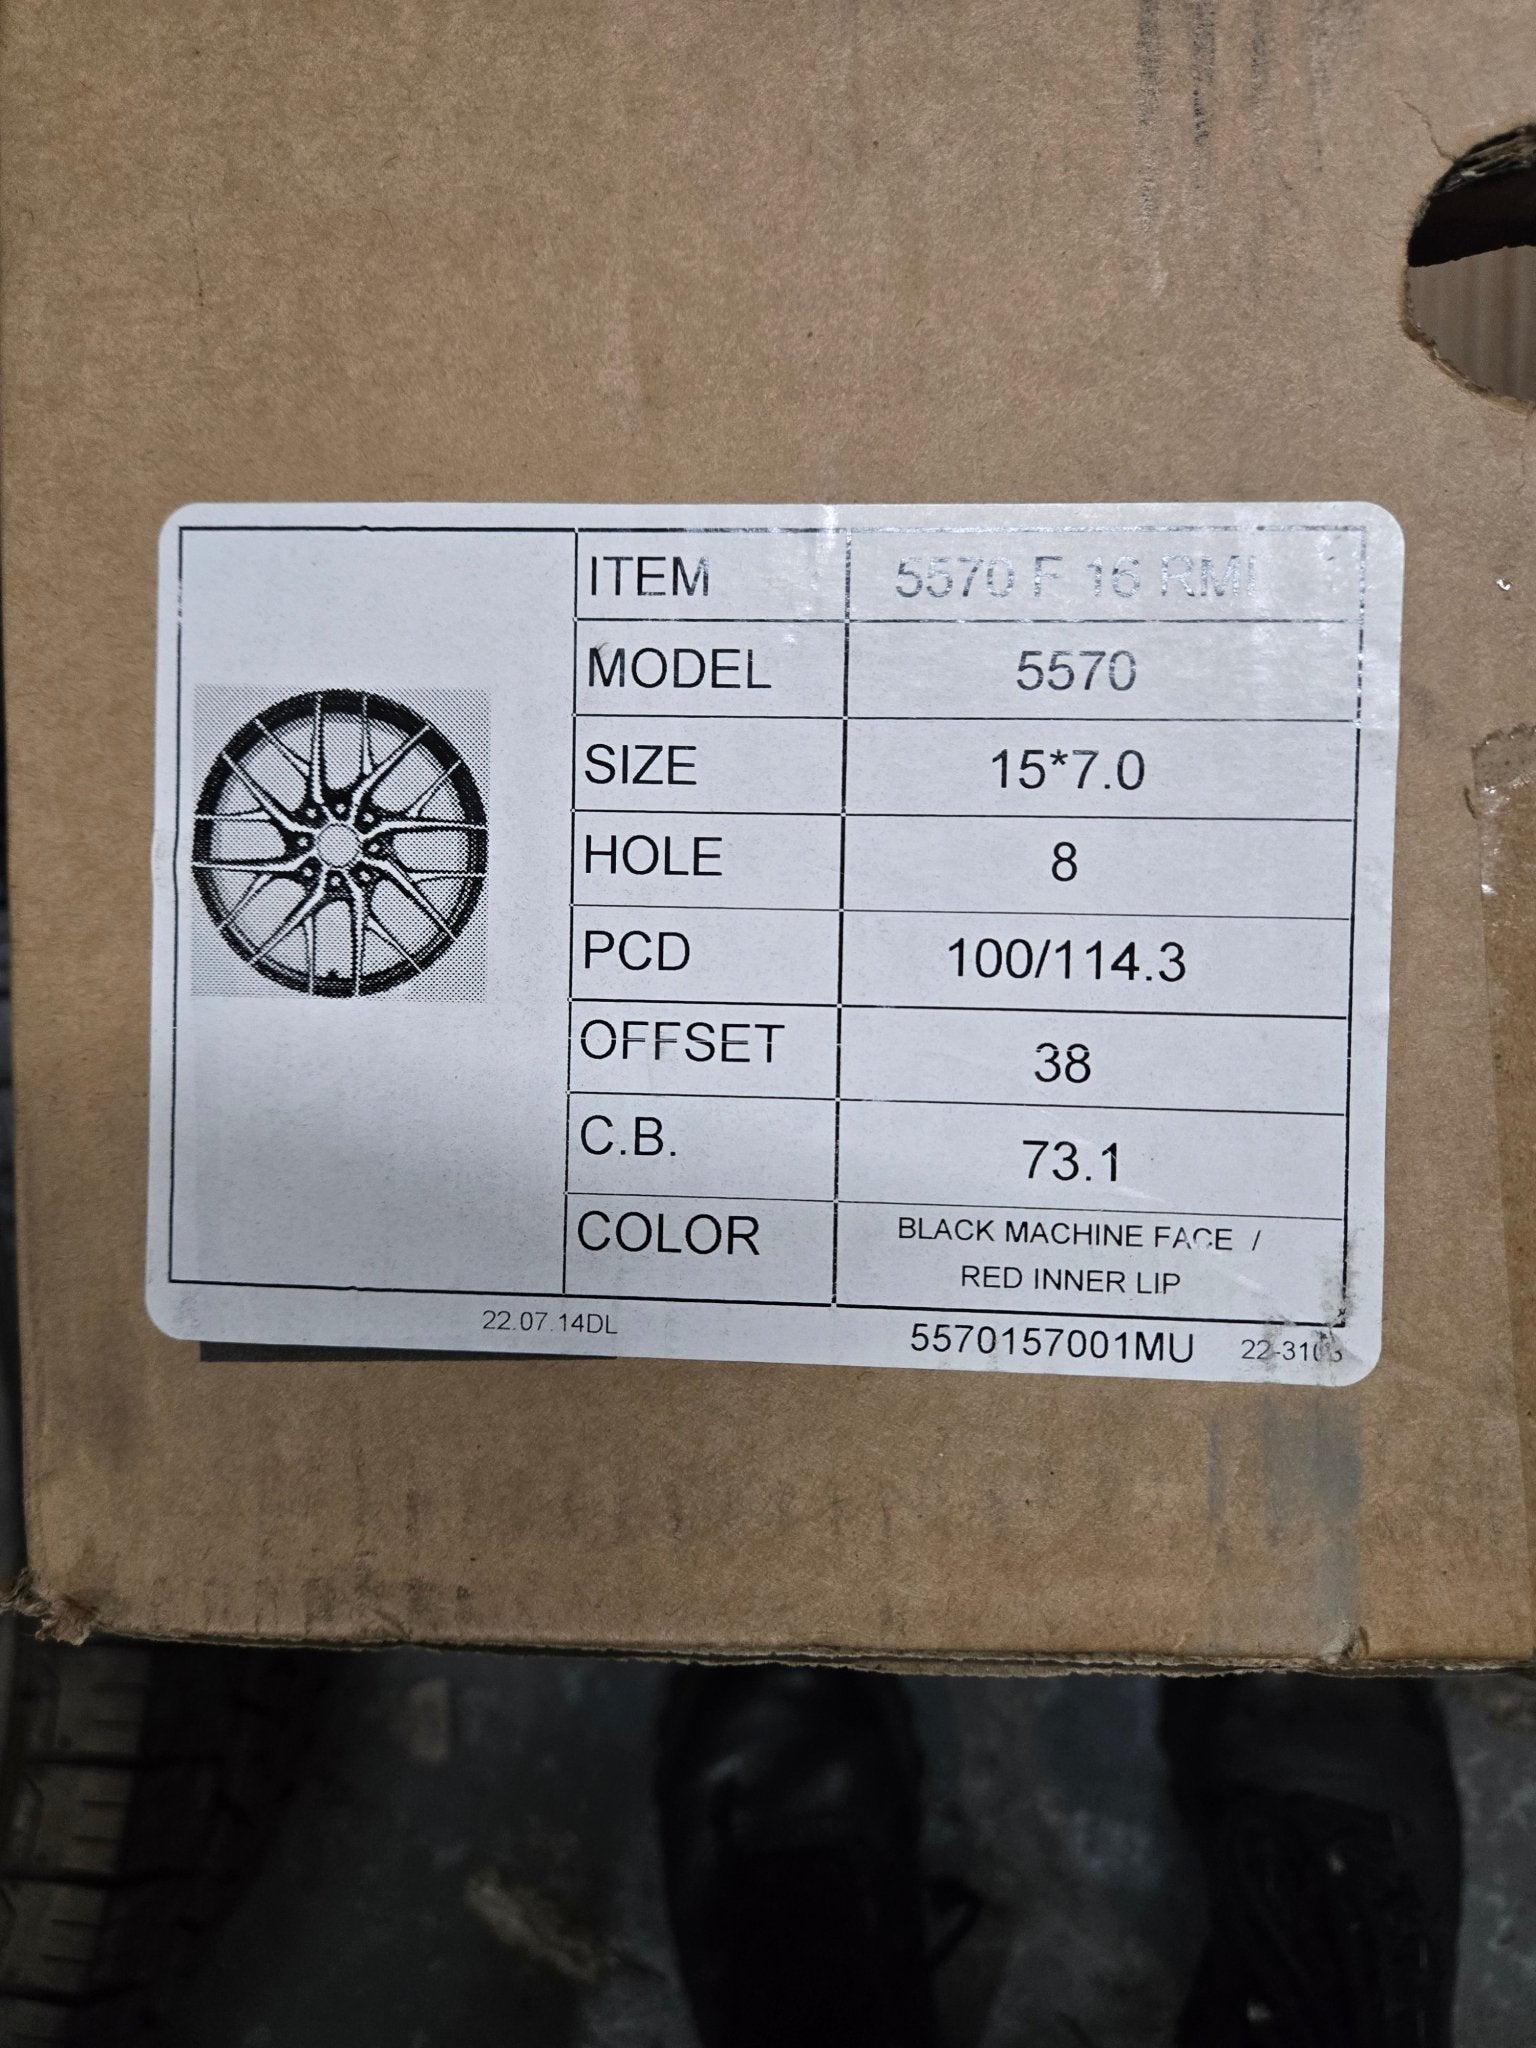 ITEM 5570 F 16 RMI
MODEL 5570
SIZE 15*7.0
HOLE 8
PCD 100/114.3
OFFSET 38
C.B. 73.1
COLOR BLACK MACHINE FACE /
RED INNER LIP
22.07.14DL 5570157001MU